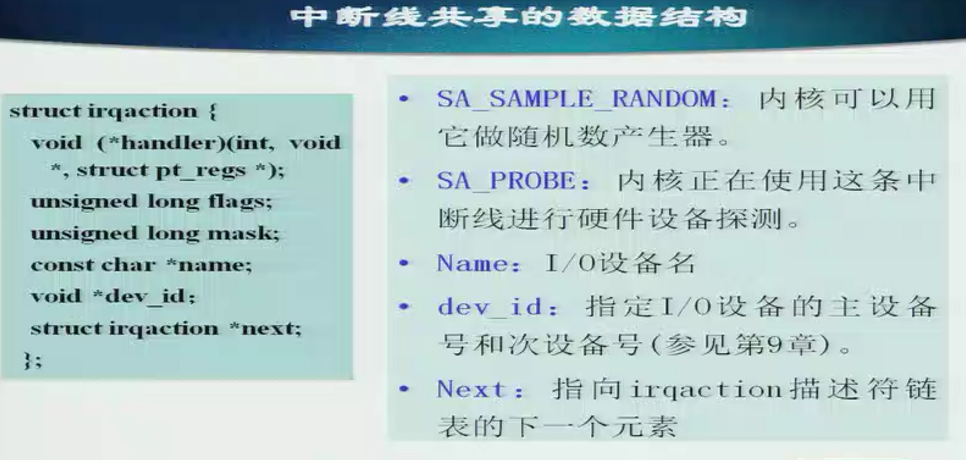 中断线共享的数据结构
struct irqaction {
void (*handler)(int, void
*, struct pt_regs *);
unsigned long flags;
unsigned long mask;
const char *name;
void *dev_id;
struct irqaction *next;
};
• SA_SAMPLE_RANDOM：内核可以用
它做随机数产生器。
• SA_PROBE：内核正在使用这条中
断线进行硬件设备探测。
• Name：I/O设备名
• dev_id：指定I/O设备的主设备
号和次设备号(参见第9章)。
• Next：指向irqaction描述符链
表的下一个元素